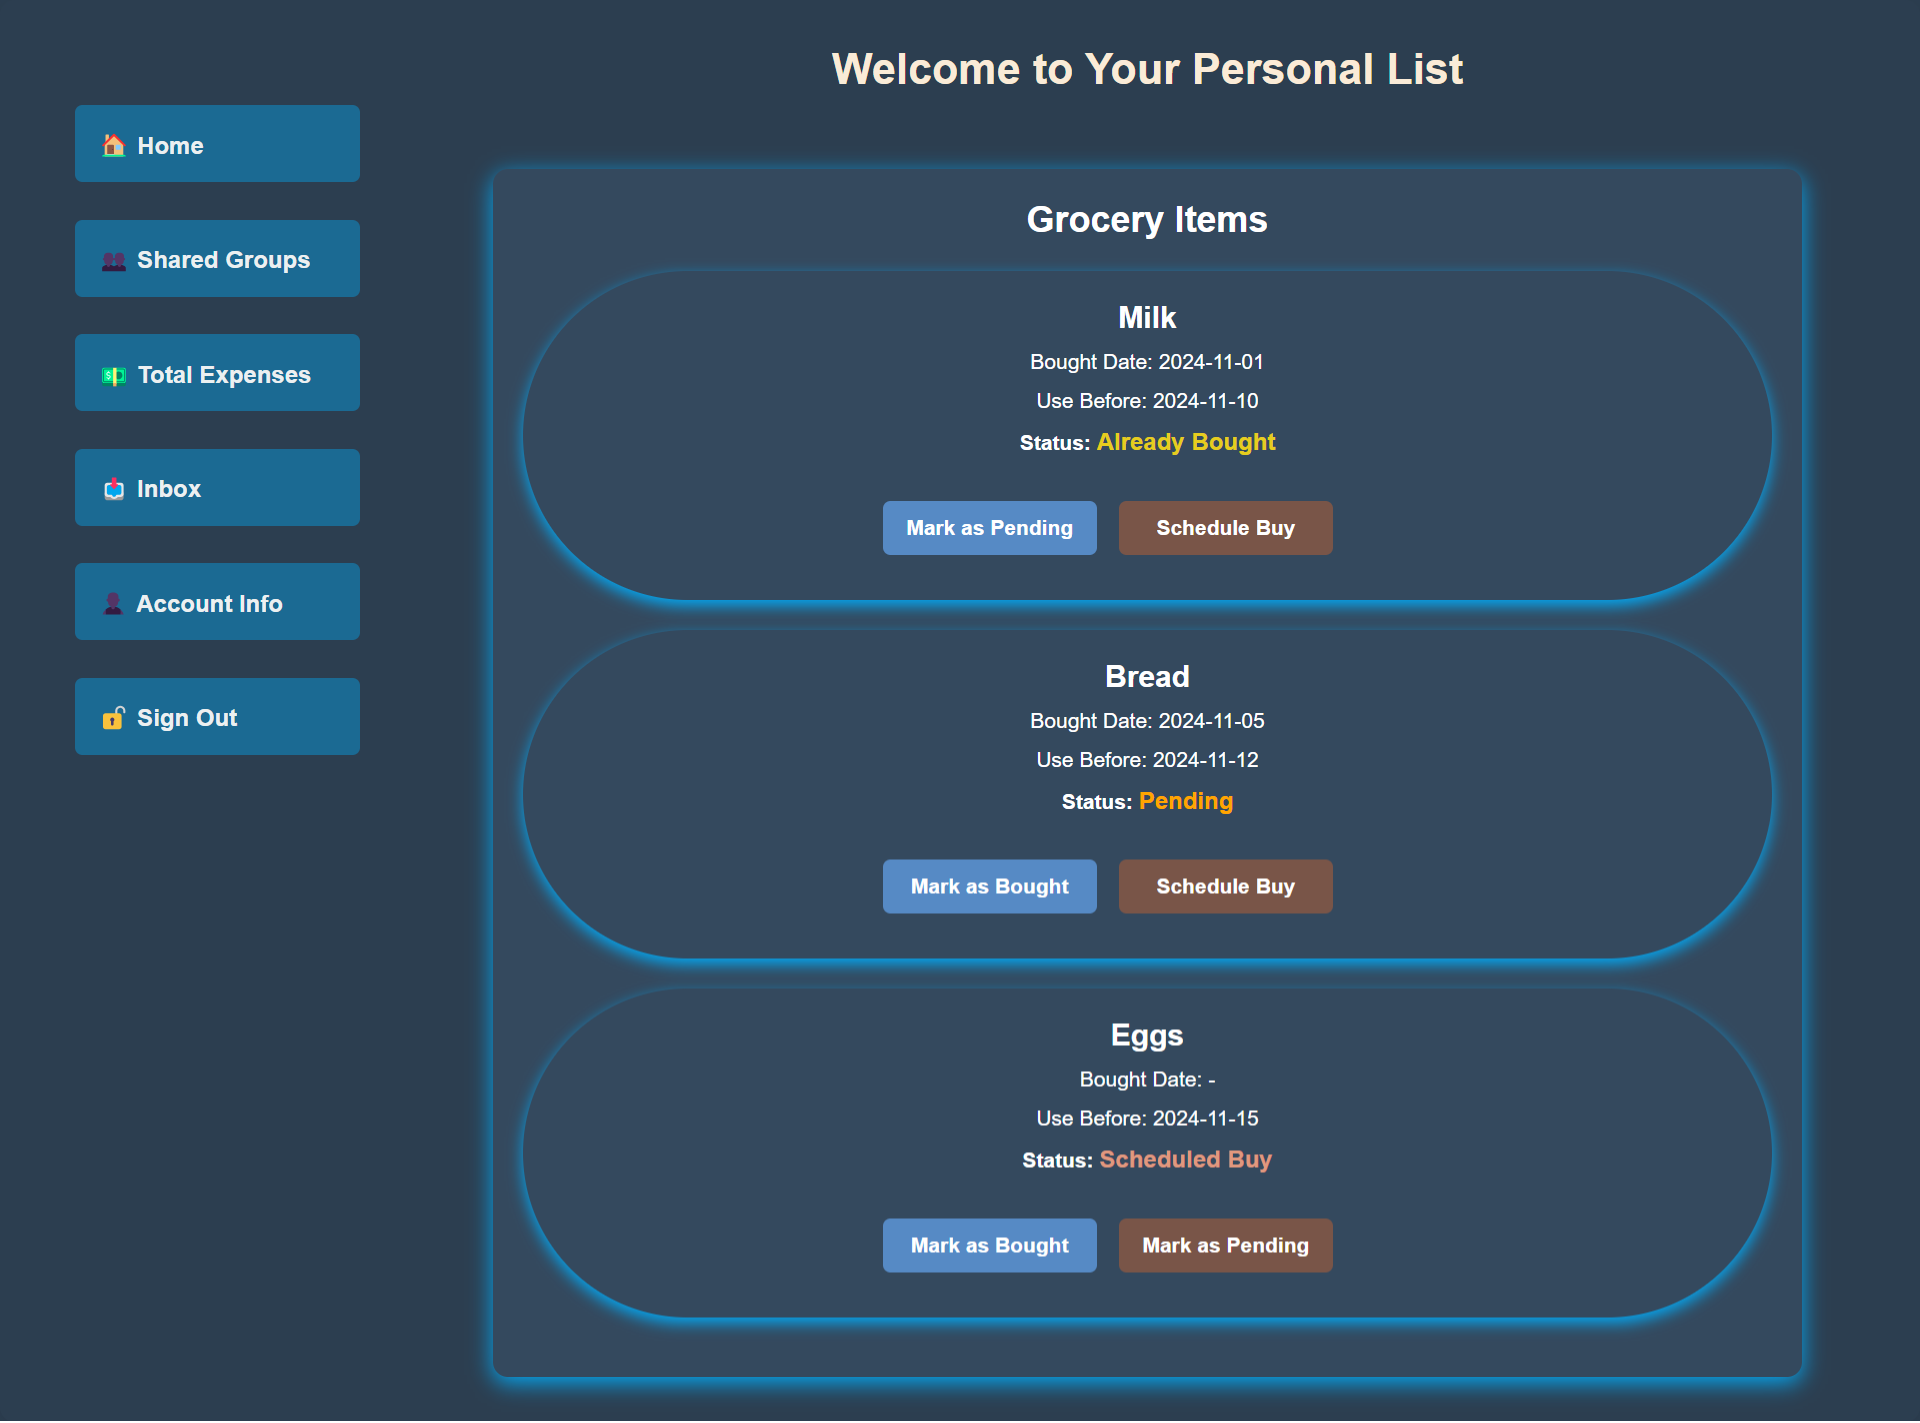 Welcome to Your Personal List
🏠 Home
👥 Shared Groups
💵 Total Expenses
📥 Inbox
👤 Account Info
🔓 Sign Out
Grocery Items
Milk
Bought Date: 2024-11-01
Use Before: 2024-11-10
Status: Already Bought
Mark as Pending Schedule Buy
Bread
Bought Date: 2024-11-05
Use Before: 2024-11-12
Status: Pending
Mark as Bought Schedule Buy
Eggs
Bought Date: -
Use Before: 2024-11-15
Status: Scheduled Buy
Mark as Bought Mark as Pending